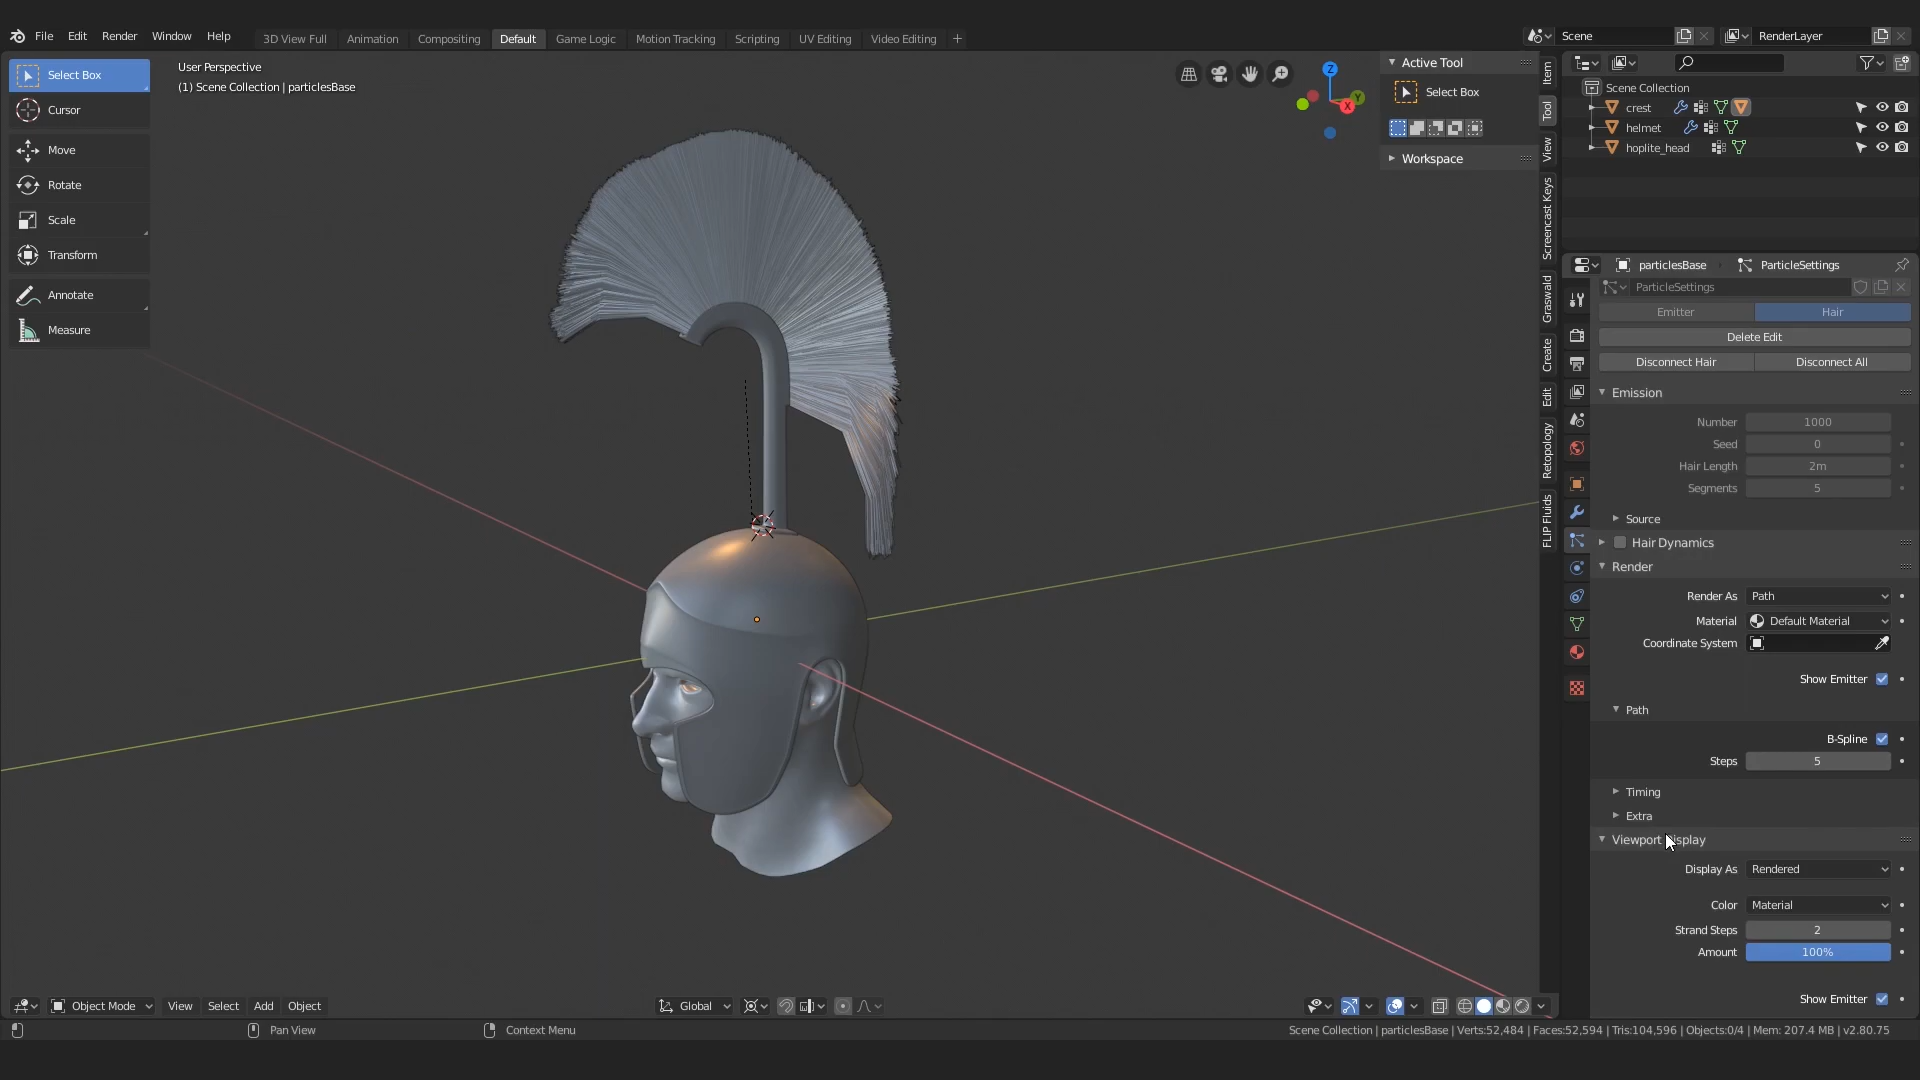 File Edit Render Window Help 3D View Full Animation Compositing Default Game Logic Motion Tracking Scripting UV Editing Video Editing + Scene RenderLayer
Select Box
Cursor
Move
Rotate
Scale
Transform
Annotate
Measure
User Perspective
(1) Scene Collection | particlesBase
Z
Y
X
Active Tool
Select Box
Workspace
Item
Tool
View
Screencast Keys
Graswald
Create
Edit
Retopology
FLIP Fluids
Scene Collection
crest
helmet
hoplite_head
particlesBase ParticleSettings
ParticleSettings
Emitter Hair
Delete Edit
Disconnect Hair Disconnect All
Emission
Number 1000
Seed 0
Hair Length 2m
Segments 5
Source
Hair Dynamics
Render
Render As Path
Material Default Material
Coordinate System
Show Emitter
Path
B-Spline
Steps 5
Timing
Extra
Viewport Display
Display As Rendered
Color Material
Strand Steps 2
Amount 100%
Show Emitter
Object Mode View Select Add Object Global
Pan View Context Menu Scene Collection | particlesBase | Verts:52,484 | Faces:52,594 | Tris:104,596 | Objects:0/4 | Mem: 207.4 MB | v2.80.75